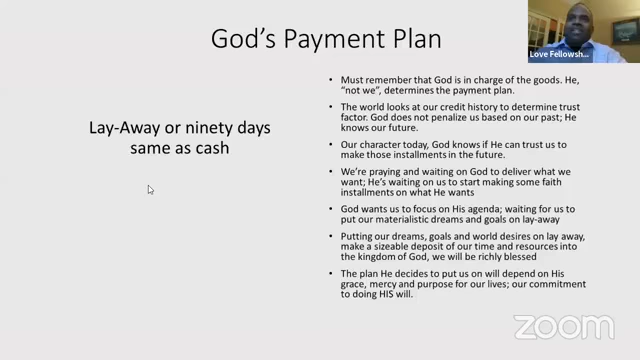 God's Payment Plan
Love Fellowsh...
Lay-Away or ninety days
same as cash
• Must remember that God is in charge of the goods. He,
"not we", determines the payment plan.
• The world looks at our credit history to determine trust
factor. God does not penalize us based on our past; He
knows our future.
• Our character today, God knows if He can trust us to
make those installments in the future.
• We're praying and waiting on God to deliver what we
want; He's waiting on us to start making some faith
installments on what He wants
• God wants us to focus on His agenda; waiting for us
to put our materialistic dreams and goals on lay-away
• Putting our dreams, goals and world desires on lay away,
make a sizeable deposit of our time and resources into
the kingdom of God, we will be richly blessed
• The plan He decides to put us on will depend on His
grace, mercy and purpose for our lives; our commitment
to doing HIS will.
zoom